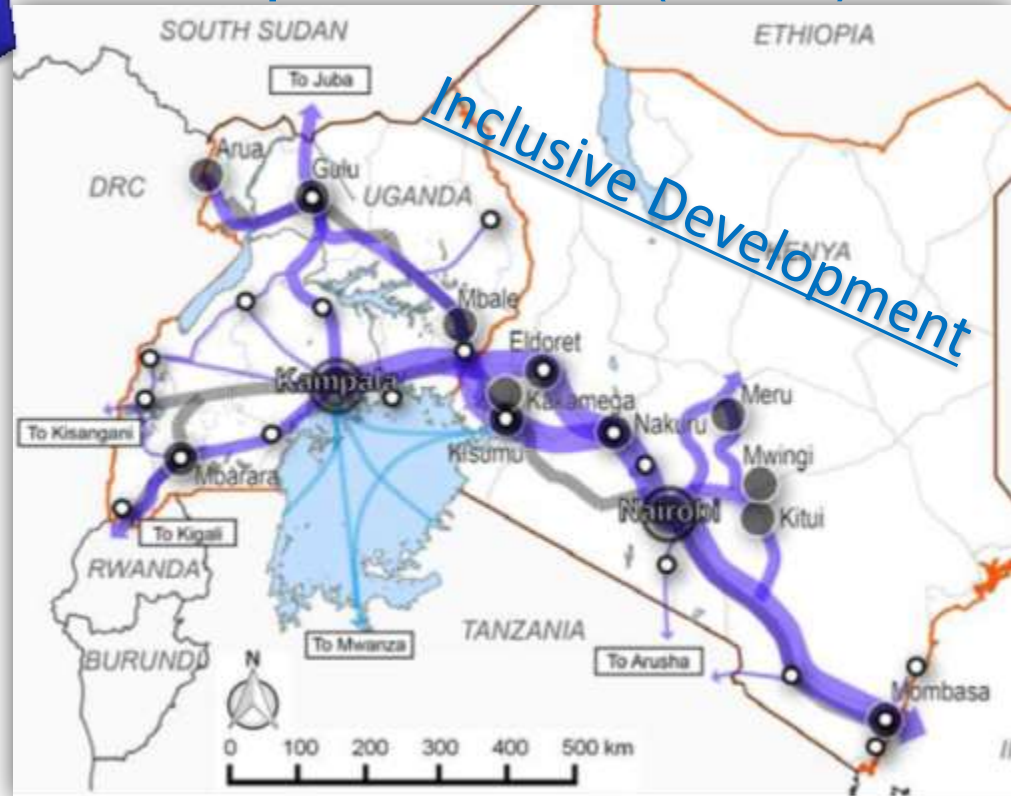 SOUTH SUDAN
ETHIOPIA
To Juba
Inclusive Development
Arua
Gulu
DRC
UGANDA
KENYA
Mbale
Eldoret
Kampala
Kakamega
Meru
To Kisangani
Kisumu
Nakuru
Mwingi
Mbarara
Nairobi
Kitui
To Kigali
RWANDA
TANZANIA
To Mwanza
BURUNDI
To Arusha
N
Mombasa
0 100 200 300 400 500 km